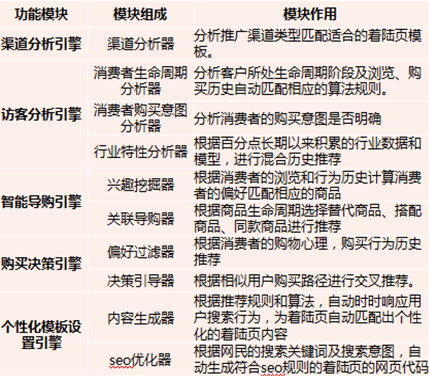 功能模块 模块组成 模块作用
渠道分析引擎 渠道分析器 分析推广渠道类型匹配适合的着陆页模
板。
访客分析引擎
消费者生命周期
分析器
分析客户所处生命周期阶段及浏览、购
买历史自动匹配相应的算法规则。
消费者购买意图
分析器
分析消费者的购买意图是否明确
行业特性分析器
根据百分点长期以来积累的行业数据和
模型，进行混合历史推荐
智能导购引擎
兴趣挖掘器
根据消费者的浏览和行为历史计算消费
者的偏好匹配相应的商品
关联导购器
根据商品生命周期选择替代商品、搭配
商品、同款商品进行推荐
购买决策引擎
偏好过滤器
根据消费者的购物心理，购买行为历史
推荐
决策引导器 根据相似用户购买路径进行交叉推荐。
个性化模板设
置引擎
内容生成器
根据推荐规则和算法，自动时时响应用
户搜索行为，为着陆页自动匹配出个性
化的着陆页内容
seo优化器
根据网民的搜素关键词及搜素意图，自
动生成符合seo规则的着陆页的网页代码